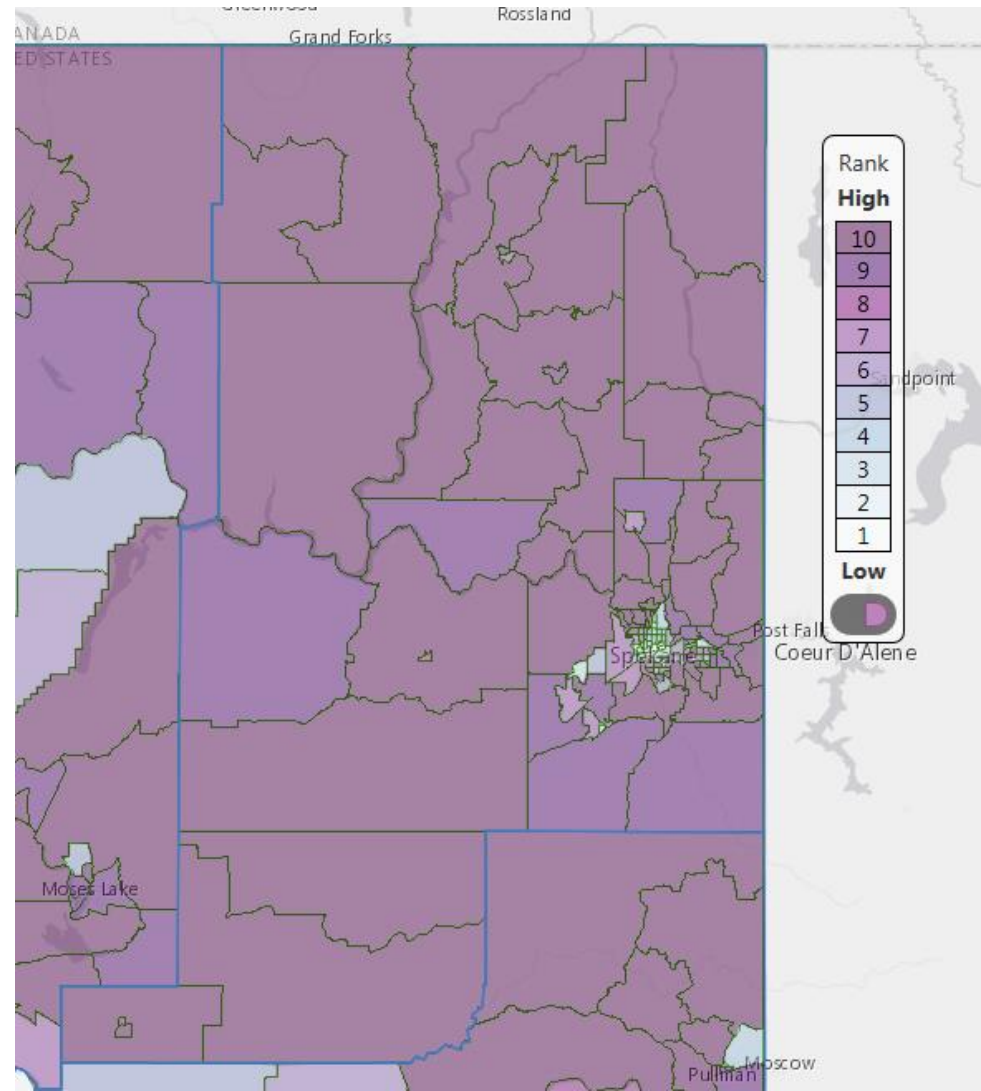 Rossland
Grand Forks
ANADA
ED STATES
Rank
High
10
9
8
7
6
5
4
3
2
1
Low
ndpoint
Post Fall
Coeur D'Alene
Spokane
Moses Lake
Moscow
Pullman